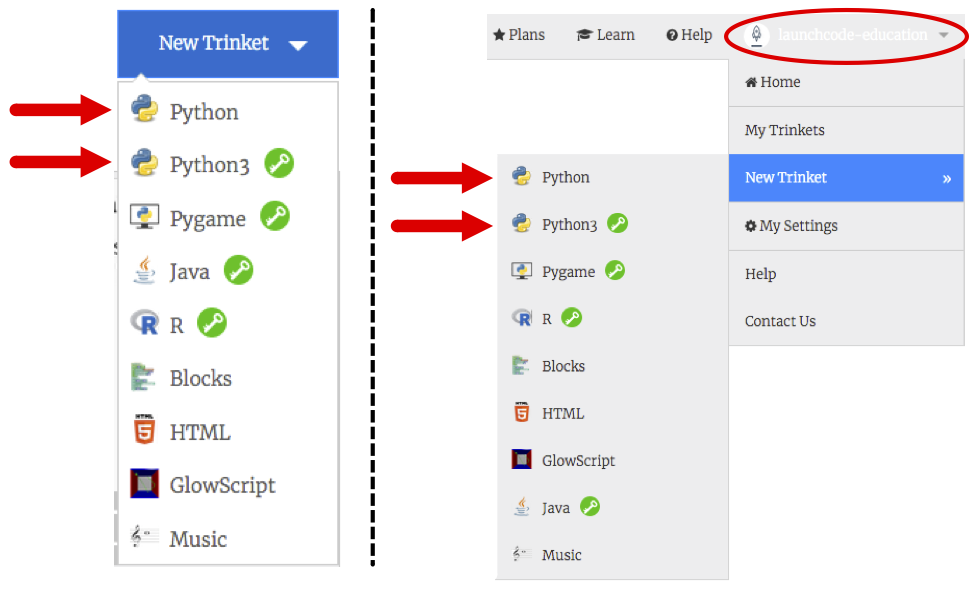 New Trinket
Python
Python3
Pygame
Java
R
Blocks
HTML
GlowScript
Music
Plans
Learn
Help
launchcode-education
Home
My Trinkets
New Trinket »
My Settings
Help
Contact Us
Python
Python3
Pygame
R
Blocks
HTML
GlowScript
Java
Music